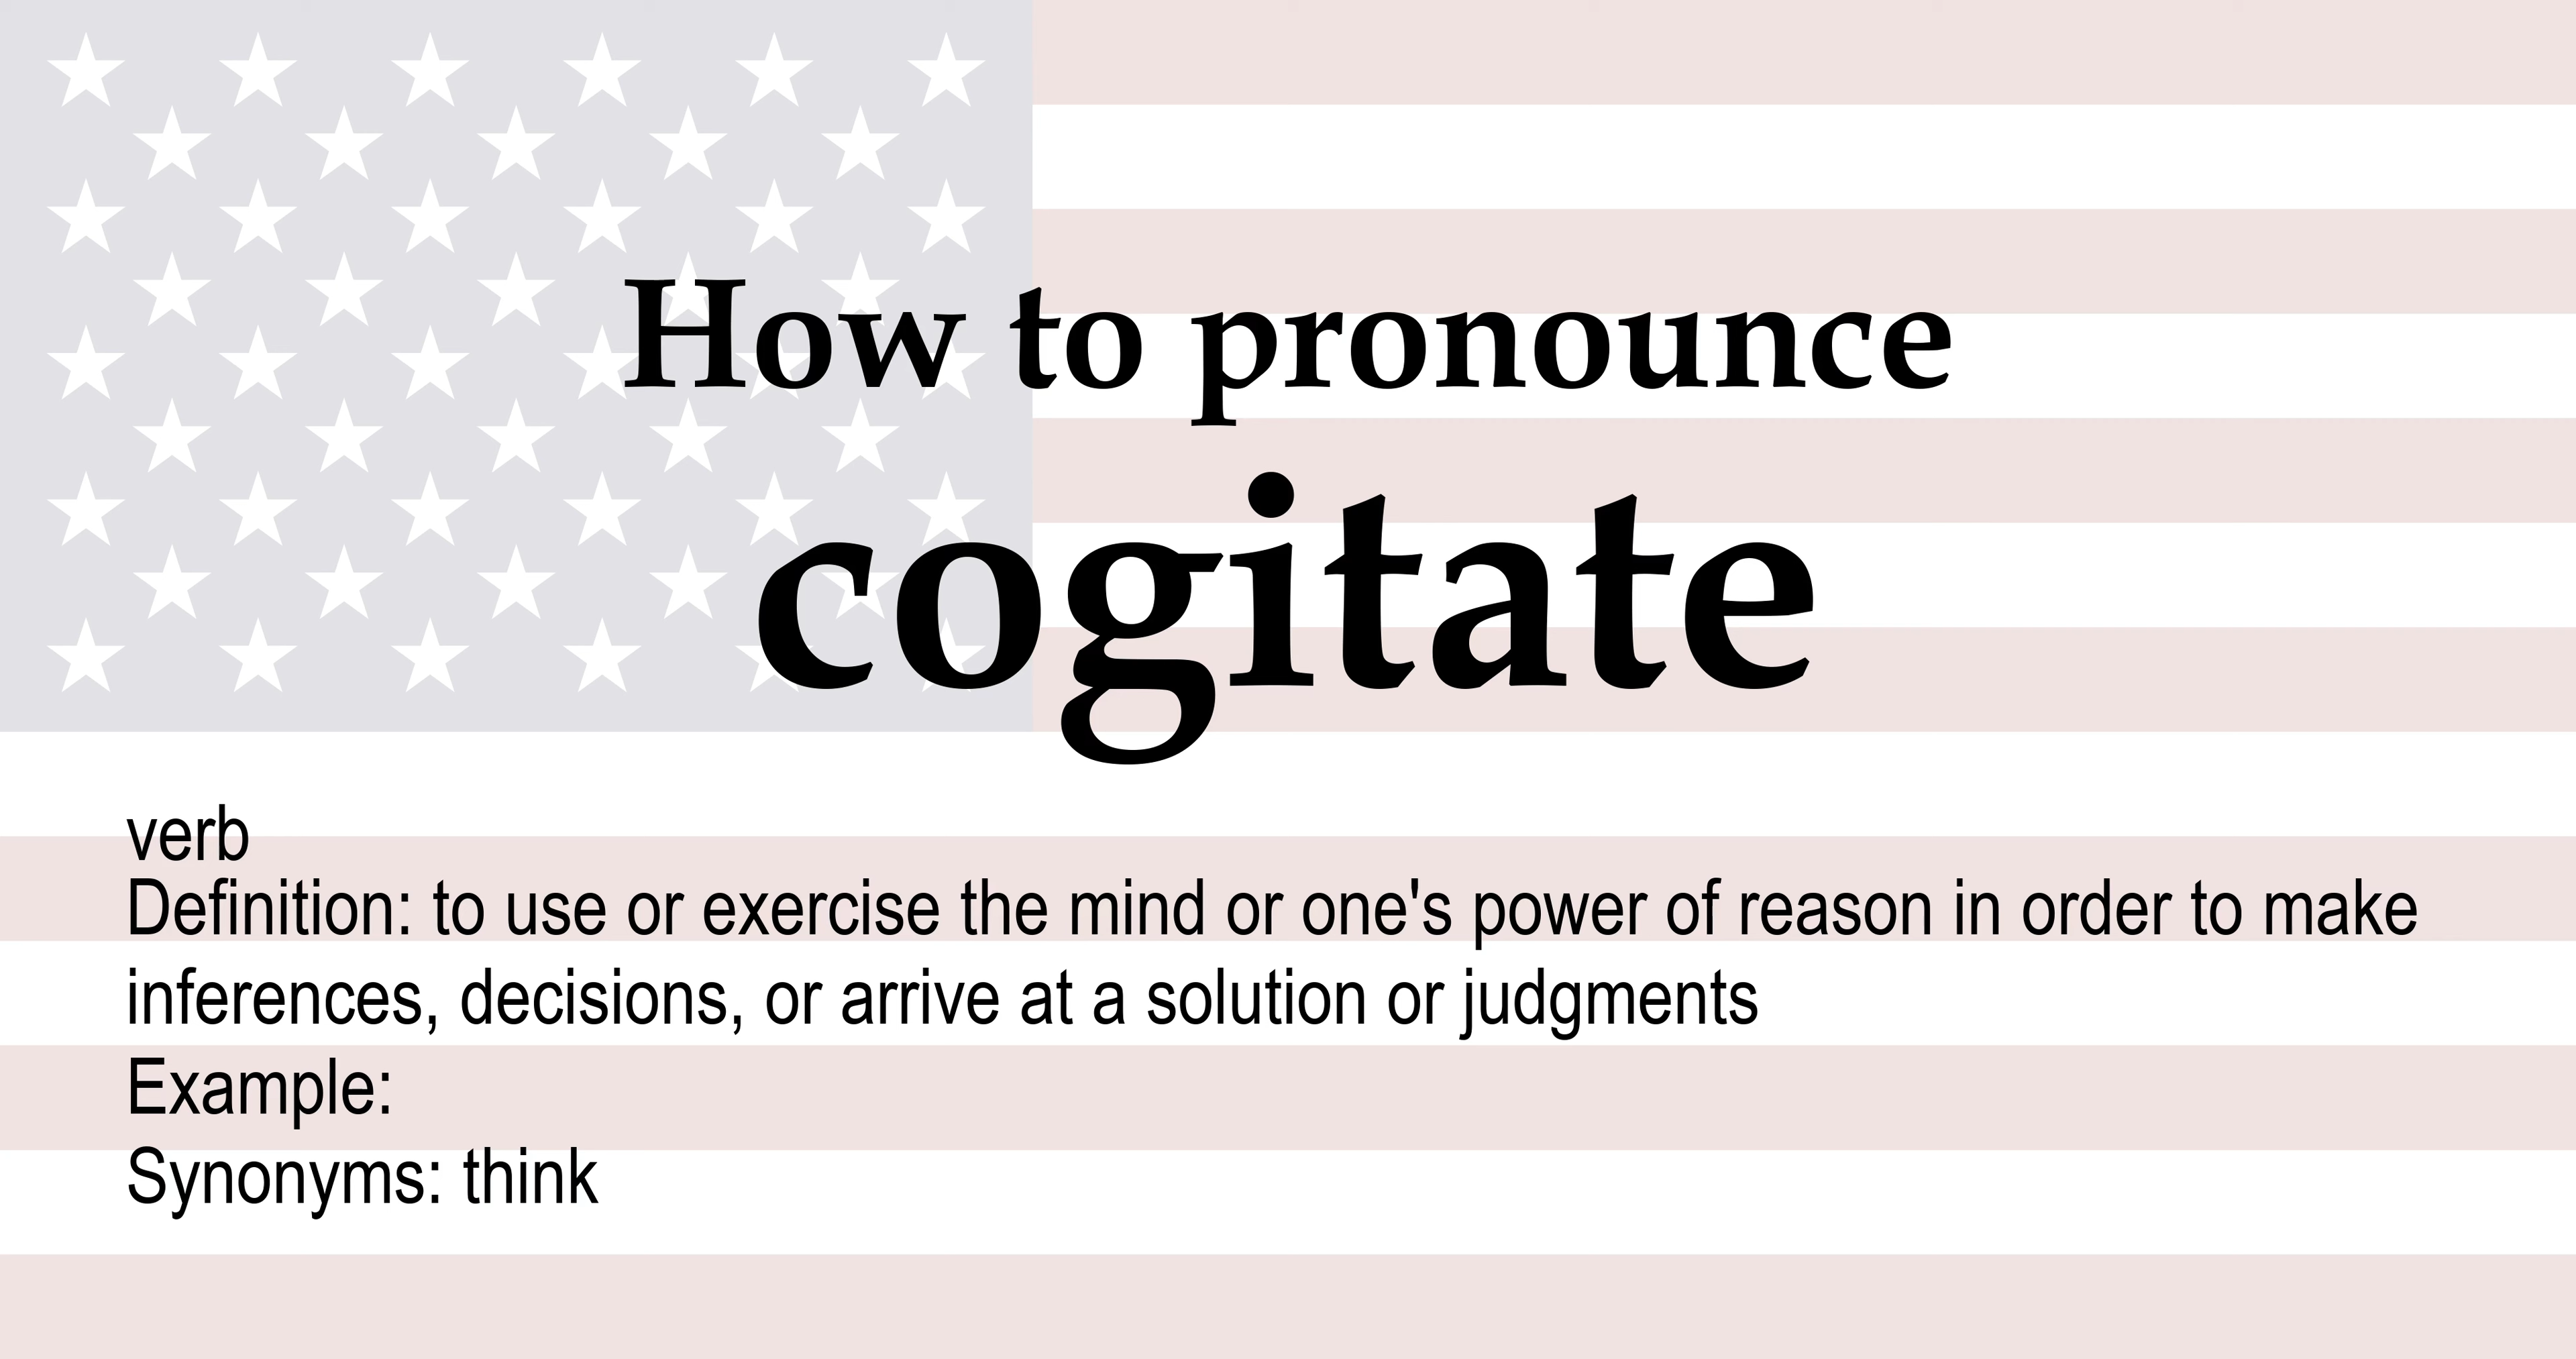 How to pronounce
cogitate
verb
Definition: to use or exercise the mind or one's power of reason in order to make
inferences, decisions, or arrive at a solution or judgments
Example:
Synonyms: think